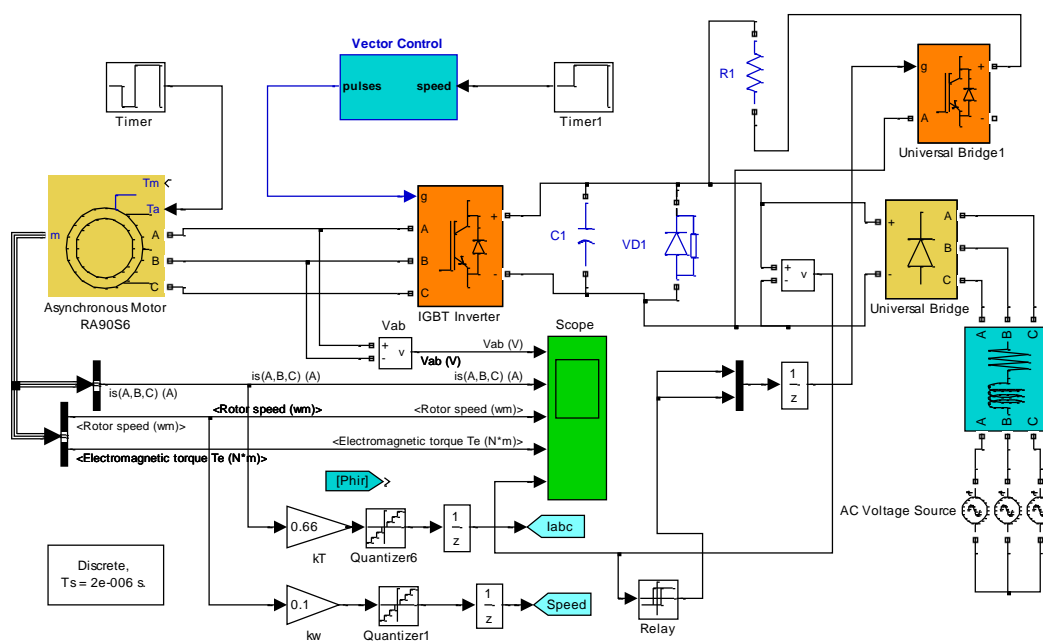 Vector Control
pulses
speed
Timer
Timer1
R1
g
+
A
-
Universal Bridge1
Tm
Ta
m
A
B
C
Asynchronous Motor
RA90S6
g
A
B
C
+
-
IGBT Inverter
C1
VD1
+
-
v
+
-
A
B
C
Universal Bridge
Vab
+
-
v
Vab (V)
Vab (V)
Scope
is(A,B,C) (A)
is(A,B,C) (A)
<Rotor speed (wm)>
<Rotor speed (wm)>
<Rotor speed (wm)>
<Electromagnetic torque Te (N*m)>
<Electromagnetic torque Te (N*m)>
1
z
A
B
C
A
B
C
AC Voltage Source
[Phir]
0.66
kT
Quantizer6
1
z
Iabc
Discrete,
Ts = 2e-006 s.
0.1
kw
Quantizer1
1
z
Speed
Relay